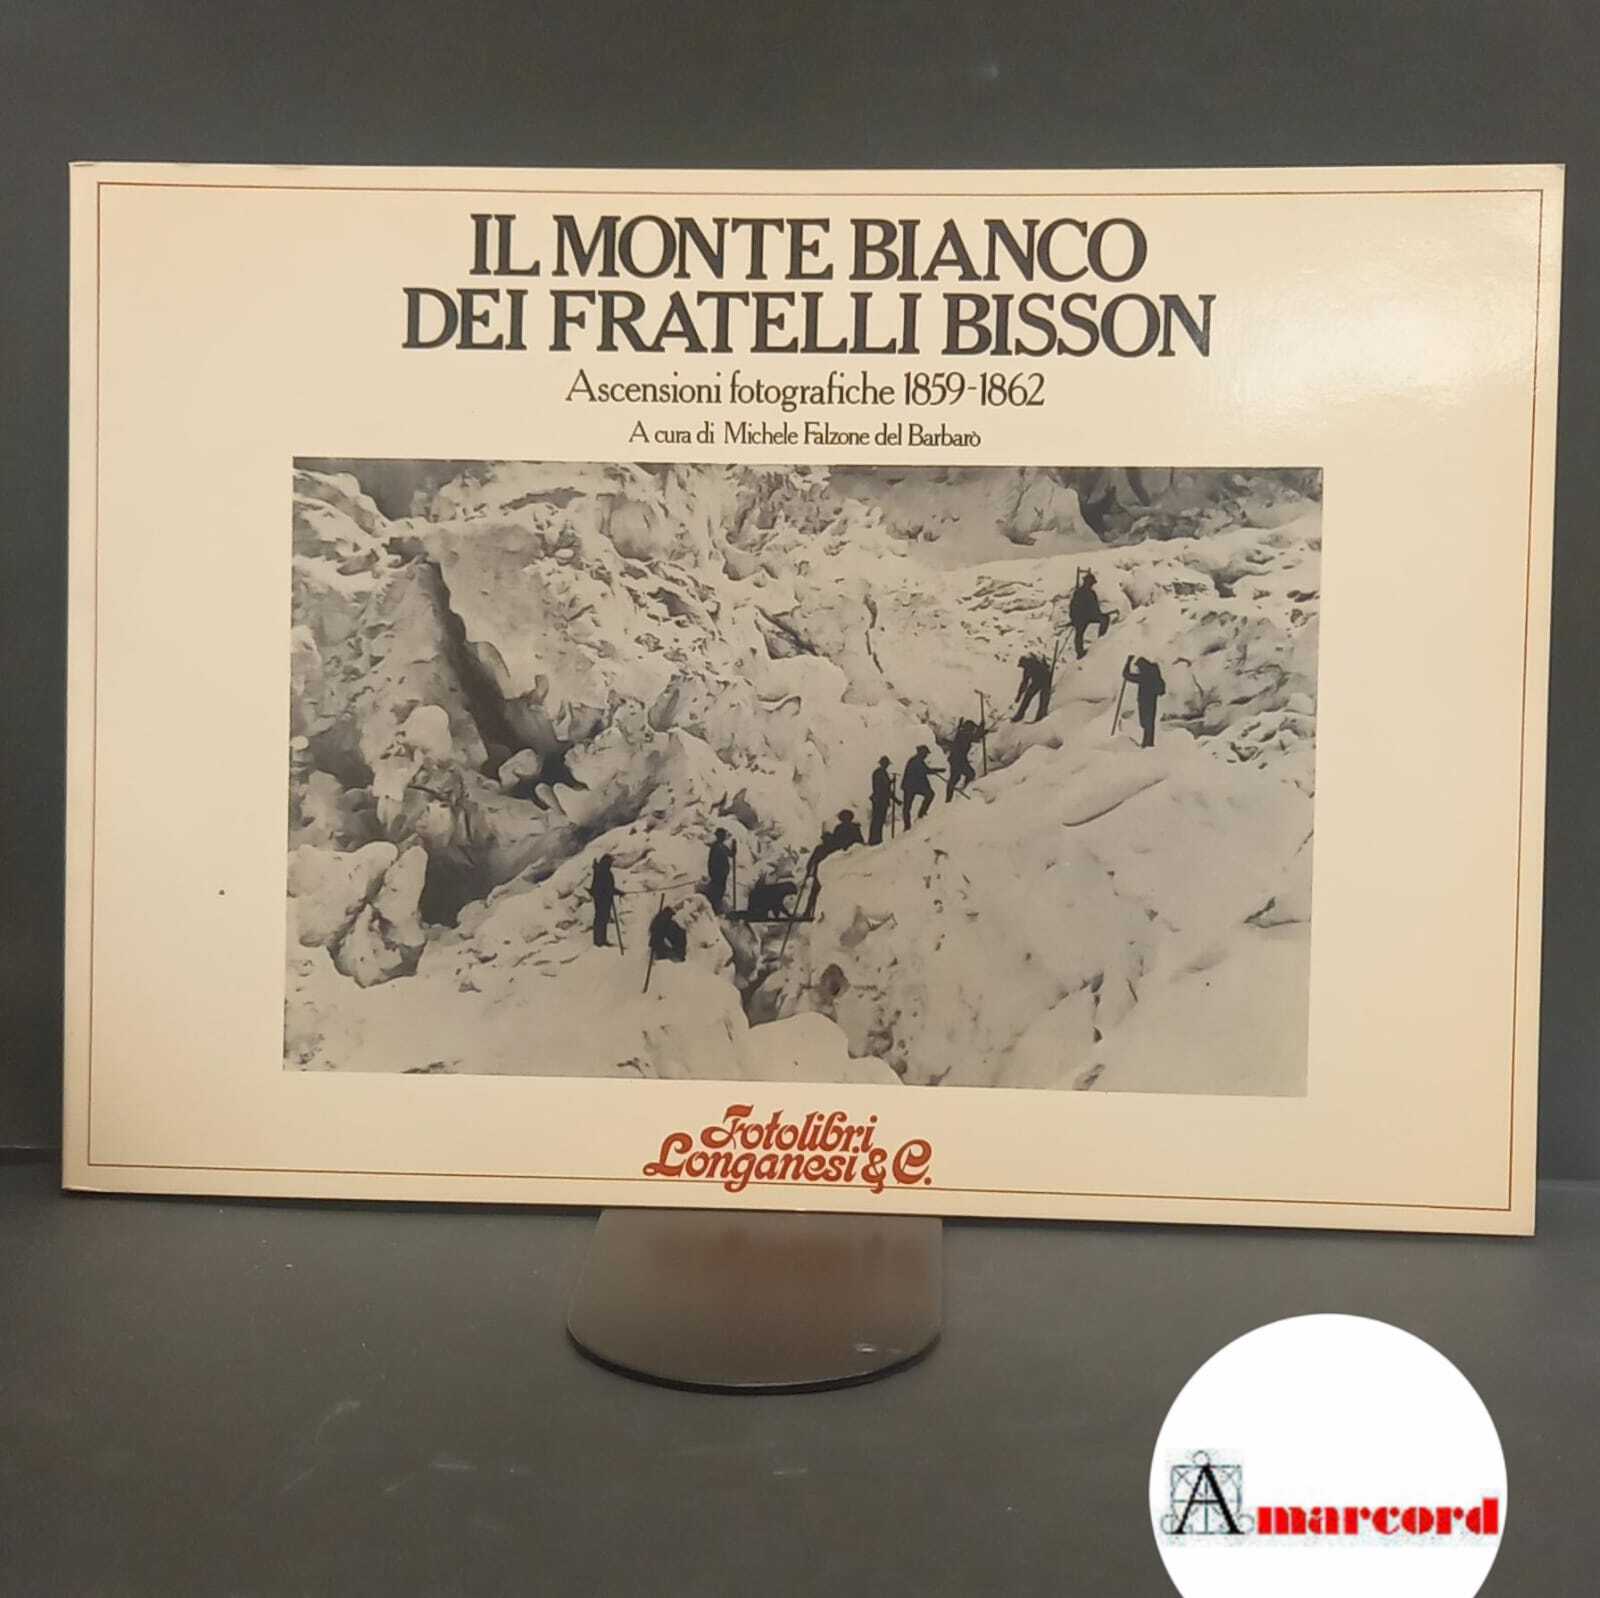 IL MONTE BIANCO
DEI FRATELLI BISSON
Ascensioni fotografiche 1859-1862
A cura di Michele Falzone del Barbarò
Fotolibri
Longanesi & C.
Amarcord